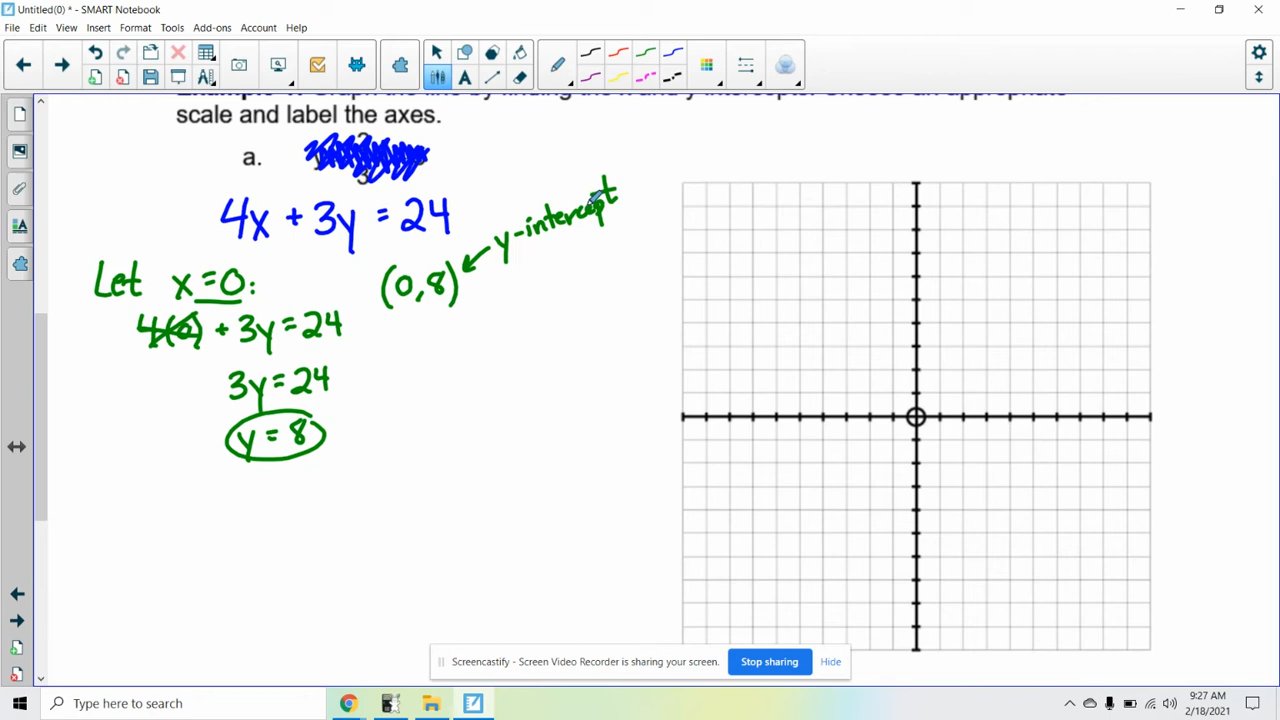 Untitled(0) * - SMART Notebook
File Edit View Insert Format Tools Add-ons Account Help
scale and label the axes.
a.
4x + 3y = 24
y-intercept
Let x = 0:
(0,8)
4(0) + 3y = 24
3y = 24
y = 8
Screencastify - Screen Video Recorder is sharing your screen. Stop sharing Hide
Type here to search
9:27 AM
2/18/2021